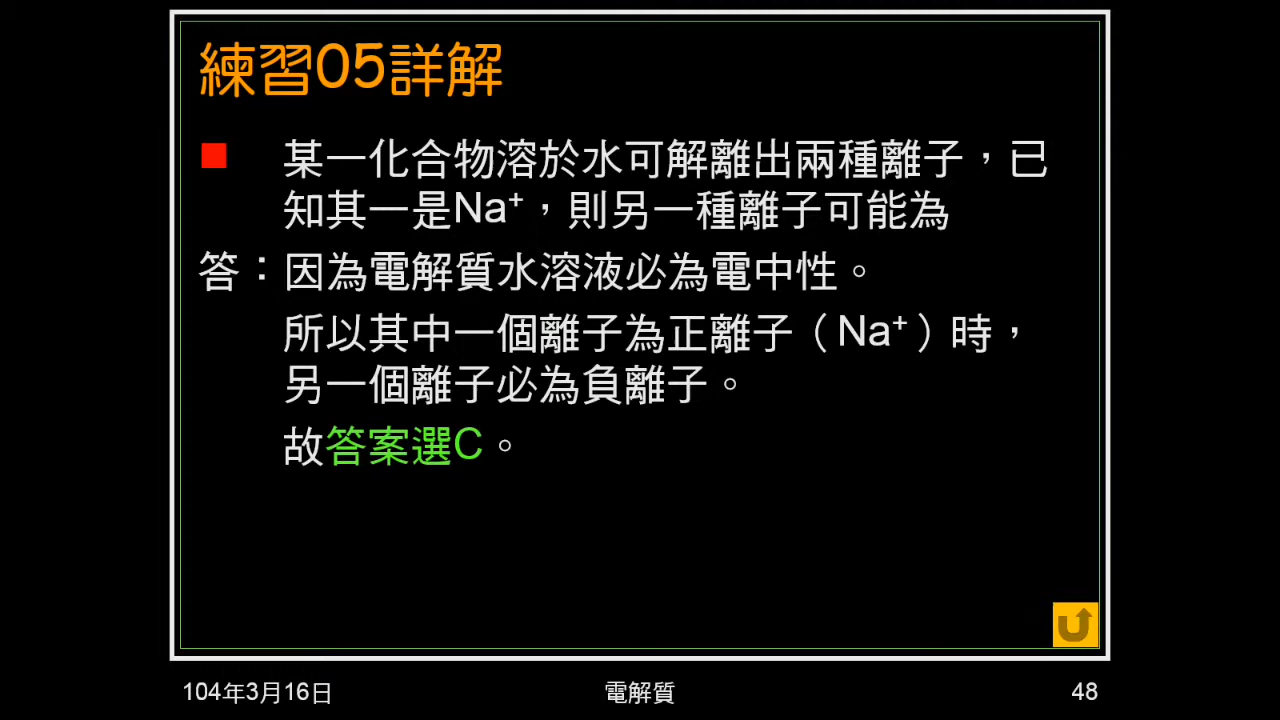 練習05詳解
某一化合物溶於水可解離出兩種離子，已
知其一是Na⁺，則另一種離子可能為
答：因為電解質水溶液必為電中性。
所以其中一個離子為正離子（Na⁺）時，
另一個離子必為負離子。
故答案選C。
104年3月16日
電解質
48